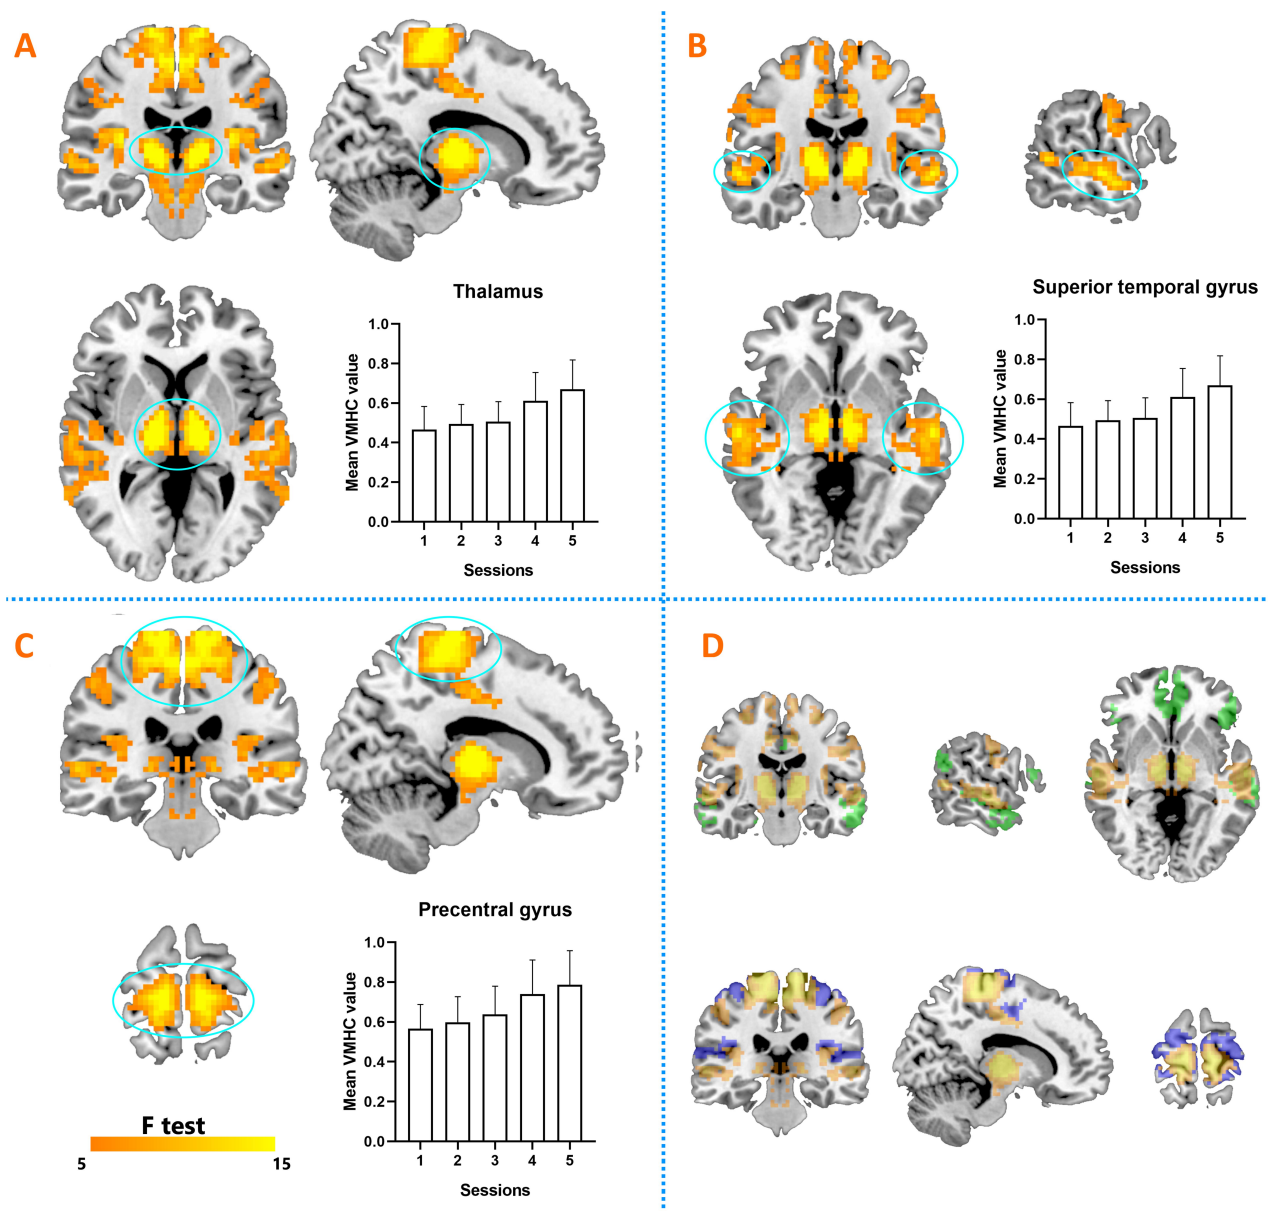 A
Thalamus
Mean VMHC value
1.0
0.8
0.6
0.4
0.2
0.0
1 2 3 4 5
Sessions
B
Superior temporal gyrus
Mean VMHC value
1.0
0.8
0.6
0.4
0.2
0.0
1 2 3 4 5
Sessions
C
Precentral gyrus
Mean VMHC value
1.0
0.8
0.6
0.4
0.2
0.0
1 2 3 4 5
Sessions
F test
5 15
D